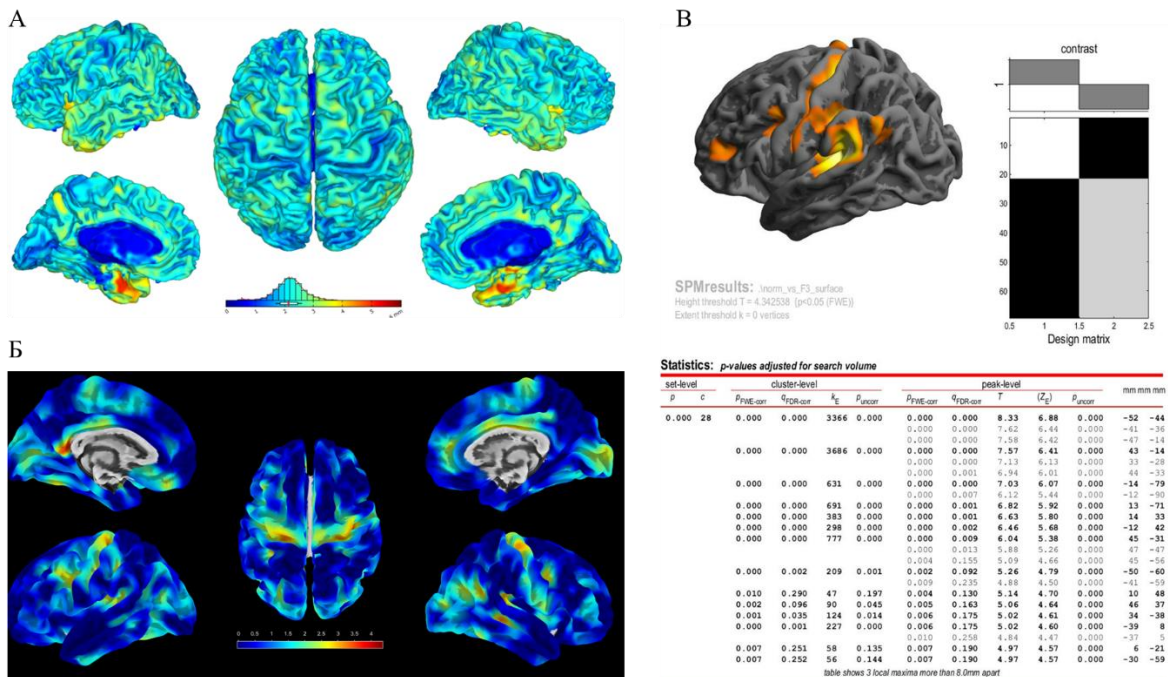 А
0 1 2 3 4 5 6 mm
Б
0 0.5 1 1.5 2 2.5 3 3.5 4
В
contrast
1
10
20
30
40
50
60
0.5 1 1.5 2 2.5
Design matrix
SPMresults: .\norm_vs_F3_surface
Height threshold T = 4.342538 {p<0.05 (FWE)}
Extent threshold k = 0 vertices
Statistics: p-values adjusted for search volume
set-level cluster-level peak-level mm mm mm
p c pFWE-corr qFDR-corr kE puncorr pFWE-corr qFDR-corr T (ZE) puncorr
0.000 28 0.000 0.000 3366 0.000 0.000 0.000 8.33 6.88 0.000 -52 -44
0.000 0.000 7.62 6.44 0.000 -41 -36
0.000 0.000 7.58 6.42 0.000 -47 -14
0.000 0.000 3686 0.000 0.000 0.000 7.57 6.41 0.000 43 -14
0.000 0.000 7.13 6.13 0.000 33 -28
0.000 0.001 6.94 6.01 0.000 44 -33
0.000 0.000 631 0.000 0.000 0.000 7.03 6.07 0.000 -14 -79
0.000 0.007 6.12 5.44 0.000 -12 -90
0.000 0.000 691 0.000 0.000 0.001 6.82 5.92 0.000 13 -71
0.000 0.000 383 0.000 0.000 0.001 6.63 5.80 0.000 14 33
0.000 0.000 298 0.000 0.000 0.002 6.46 5.68 0.000 -12 42
0.000 0.000 777 0.000 0.000 0.009 6.04 5.38 0.000 45 -31
0.000 0.013 5.88 5.26 0.000 47 -47
0.004 0.155 5.09 4.66 0.000 45 -56
0.000 0.002 209 0.001 0.002 0.092 5.26 4.79 0.000 -50 -60
0.009 0.235 4.88 4.50 0.000 -41 -59
0.010 0.290 47 0.197 0.004 0.130 5.14 4.70 0.000 10 48
0.002 0.096 90 0.045 0.005 0.163 5.06 4.64 0.000 46 37
0.001 0.035 124 0.014 0.006 0.175 5.02 4.61 0.000 34 -38
0.000 0.001 227 0.000 0.006 0.175 5.02 4.60 0.000 -39 8
0.010 0.258 4.84 4.47 0.000 -37 5
0.007 0.251 58 0.135 0.007 0.190 4.97 4.57 0.000 6 -21
0.007 0.252 56 0.144 0.007 0.190 4.97 4.57 0.000 -30 -59
table shows 3 local maxima more than 8.0mm apart